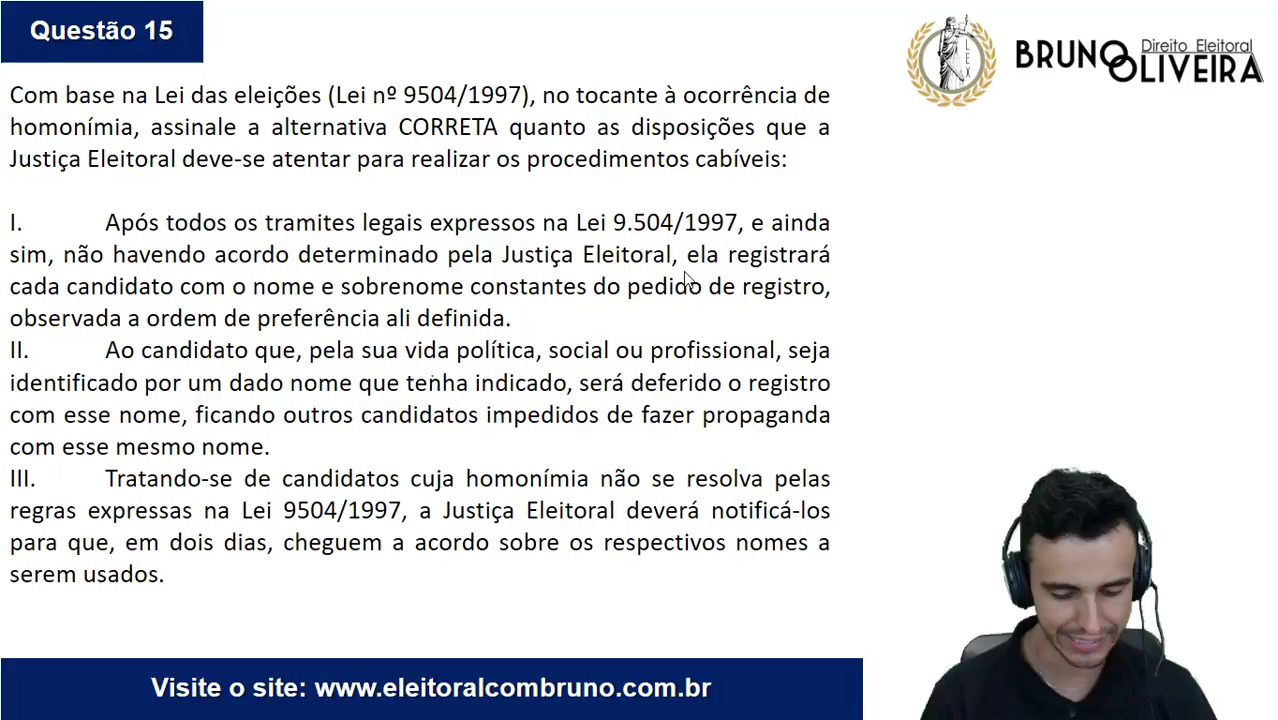 Questão 15
BRUNO Direito Eleitoral
OLIVEIRA
LEX
Com base na Lei das eleições (Lei nº 9504/1997), no tocante à ocorrência de
homonímia, assinale a alternativa CORRETA quanto as disposições que a
Justiça Eleitoral deve-se atentar para realizar os procedimentos cabíveis:
I. Após todos os tramites legais expressos na Lei 9.504/1997, e ainda
sim, não havendo acordo determinado pela Justiça Eleitoral, ela registrará
cada candidato com o nome e sobrenome constantes do pedido de registro,
observada a ordem de preferência ali definida.
II. Ao candidato que, pela sua vida política, social ou profissional, seja
identificado por um dado nome que tenha indicado, será deferido o registro
com esse nome, ficando outros candidatos impedidos de fazer propaganda
com esse mesmo nome.
III. Tratando-se de candidatos cuja homonímia não se resolva pelas
regras expressas na Lei 9504/1997, a Justiça Eleitoral deverá notificá-los
para que, em dois dias, cheguem a acordo sobre os respectivos nomes a
serem usados.
Visite o site: www.eleitoralcombruno.com.br